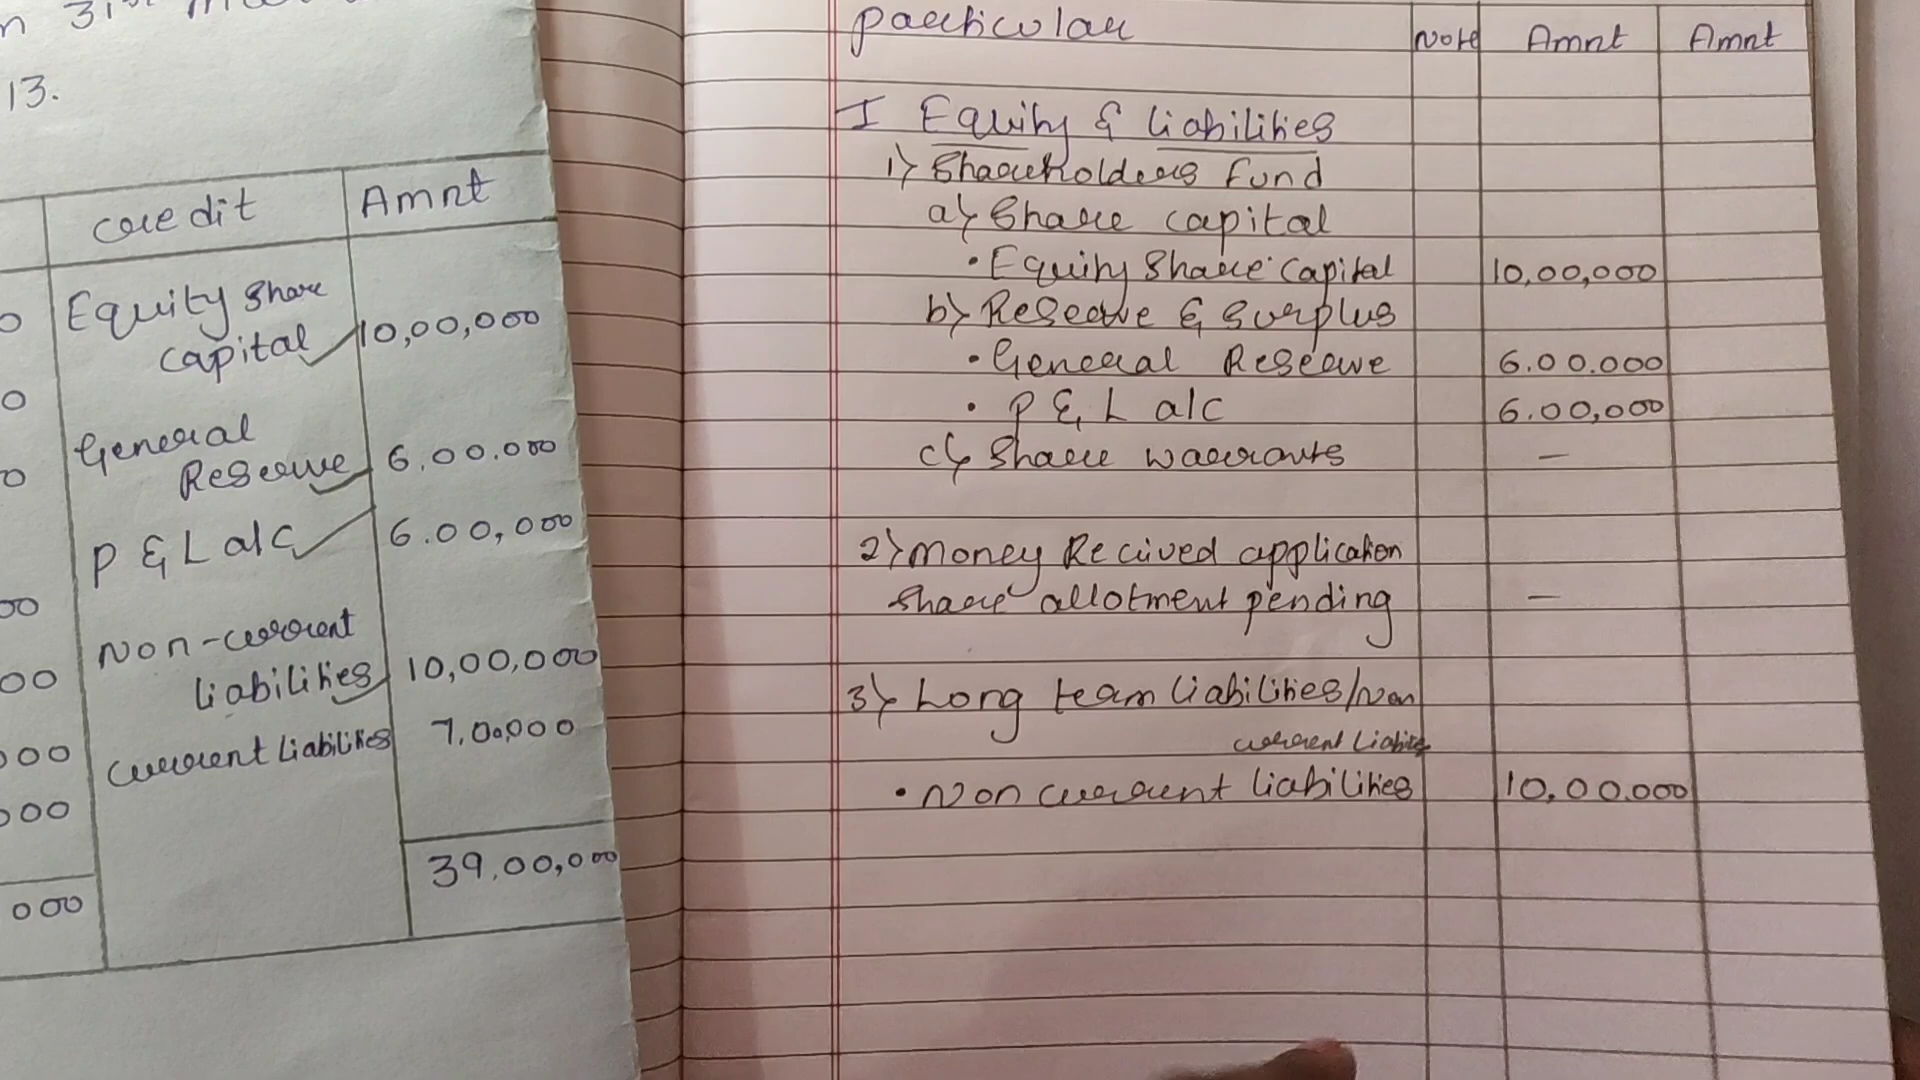 n 31st
13.
credit Amnt
Equity Share
Capital 10,00,000
General
Reserve 6.00.000
P & L a/c 6.00,000
Non-current
liabilities 10,00,000
current liabilities 7,00,000
39,00,000
000
particular Note Amnt Amnt
I Equity & liabilities
1) Shareholders Fund
a) Share capital
• Equity Share Capital 10,00,000
b) Reserve & Surplus
• General Reserve 6.00.000
• P & L a/c 6.00,000
c) Share warrants —
2) Money Recived application
share allotment pending —
3) Long term liabilities/Non
current
• Non current liabilities 10,00.000